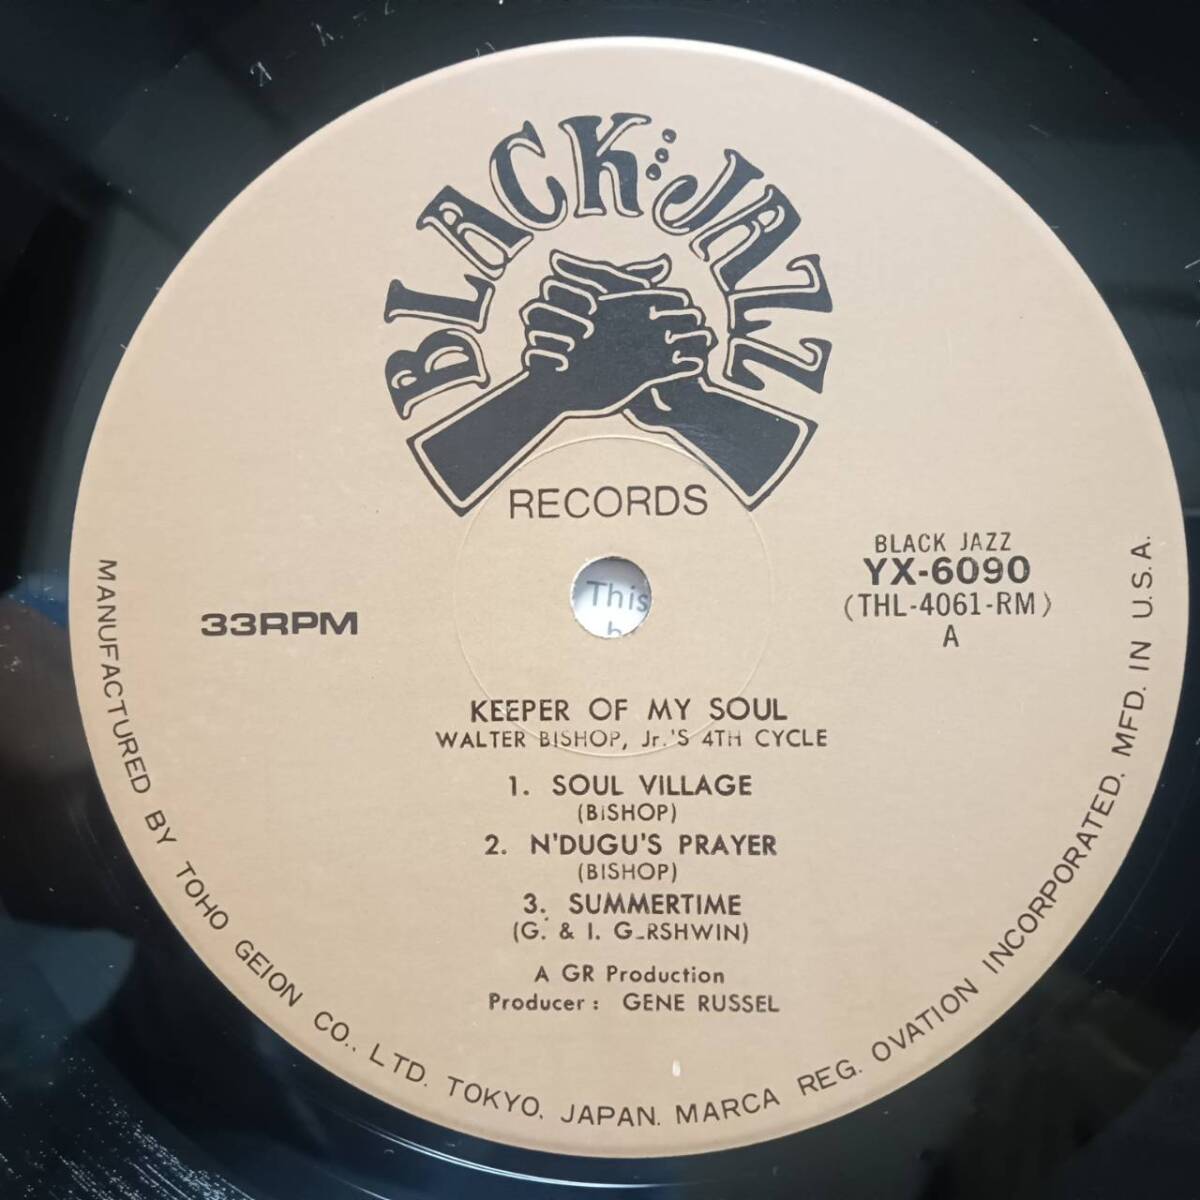 BLACK JAZZ
RECORDS
BLACK JAZZ
YX-6090
(THL-4061-RM)
A
33RPM
This
KEEPER OF MY SOUL
WALTER BISHOP, Jr.'S 4TH CYCLE
1. SOUL VILLAGE
(BISHOP)
2. N'DUGU'S PRAYER
(BISHOP)
3. SUMMERTIME
(G. & I. G_RSHWIN)
A GR Production
Producer: GENE RUSSEL
MANUFACTURED BY TOHO GEION CO., LTD. TOKYO, JAPAN. MARCA REG. OVATION INCORPORATED. MFD. IN U.S.A.